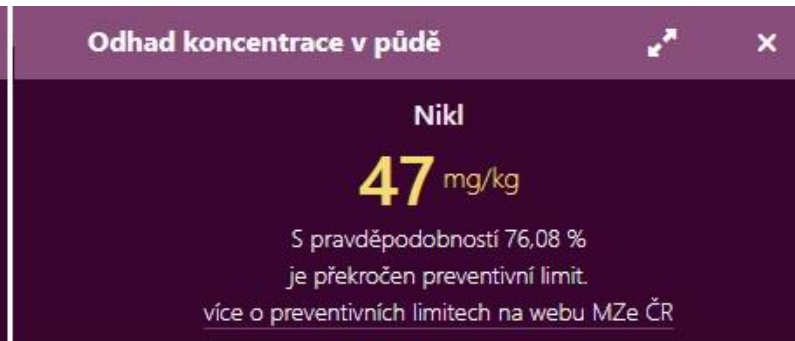 Odhad koncentrace v půdě
Nikl
47 mg/kg
S pravděpodobností 76,08 %
je překročen preventivní limit.
více o preventivních limitech na webu MZe ČR